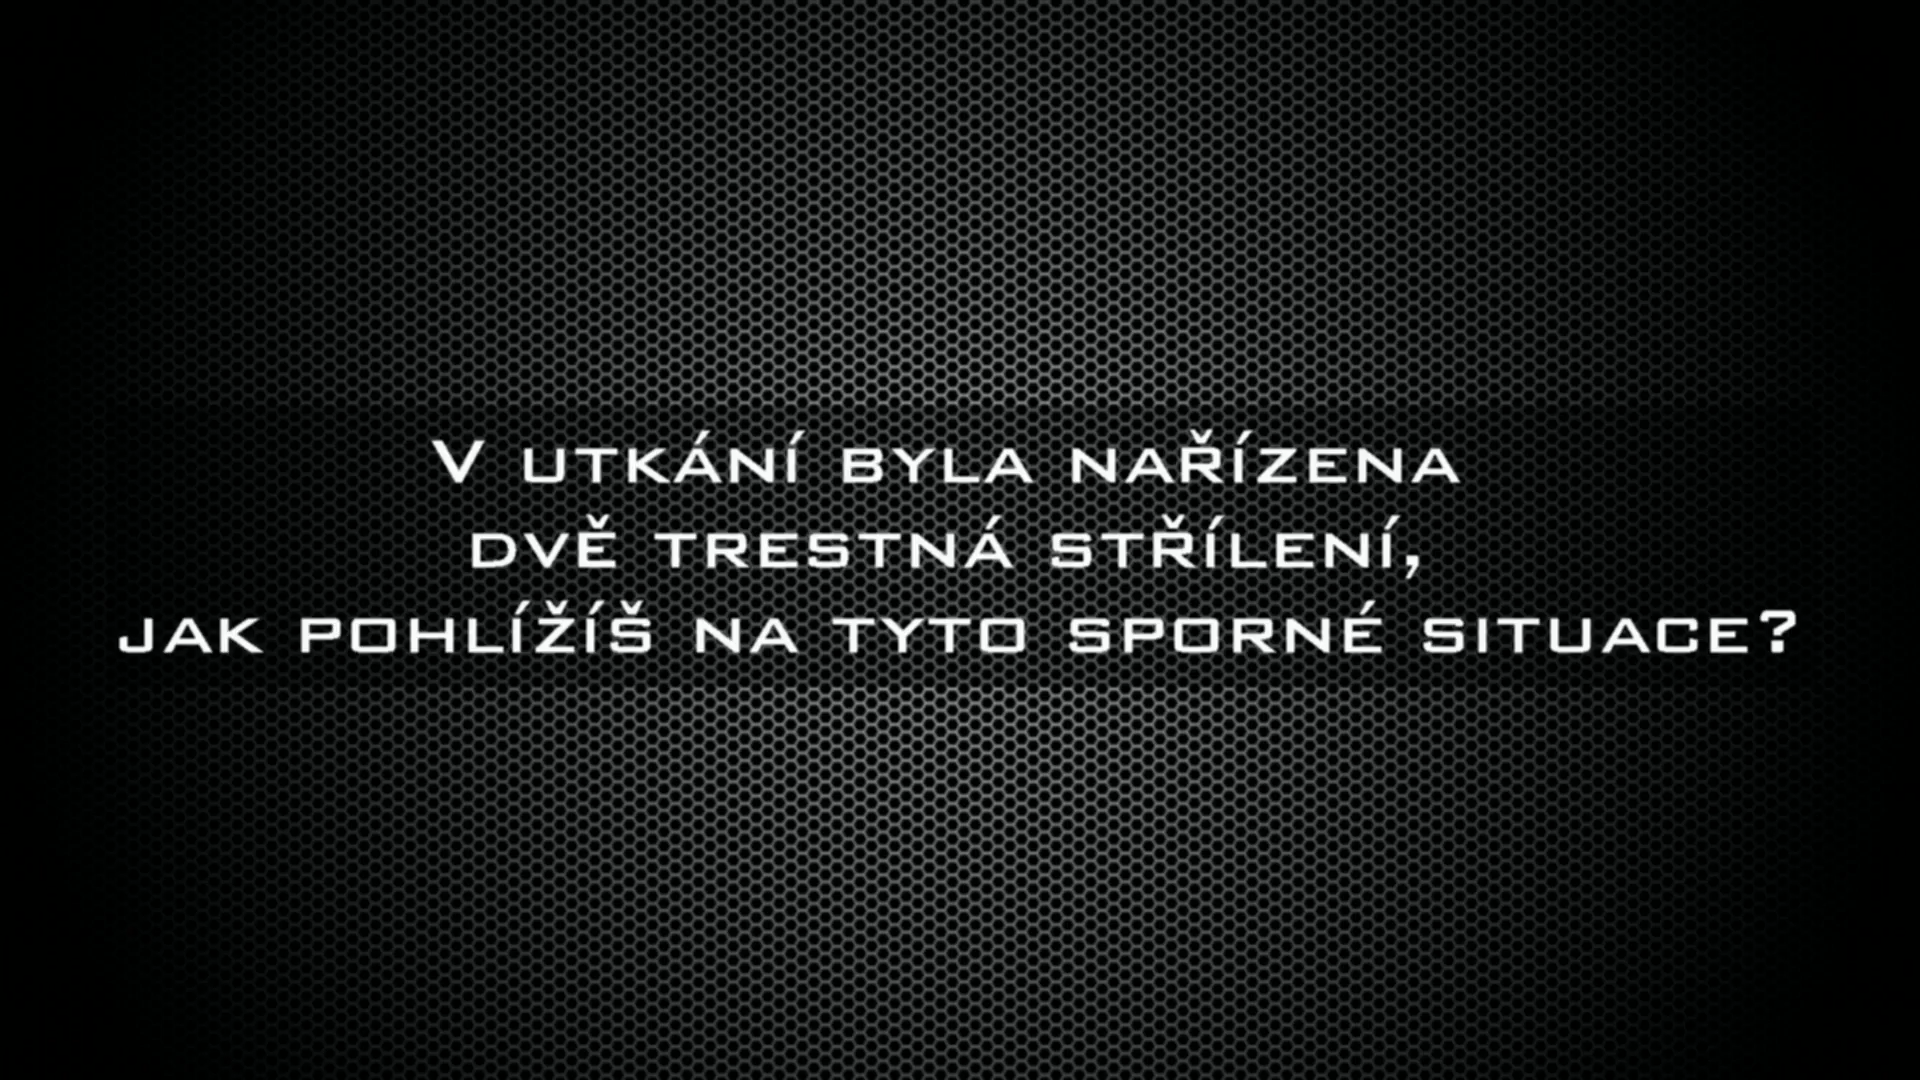 V UTKÁNÍ BYLA NAŘÍZENA
DVĚ TRESTNÁ STŘÍLENÍ,
JAK POHLÍŽÍŠ NA TYTO SPORNÉ SITUACE?